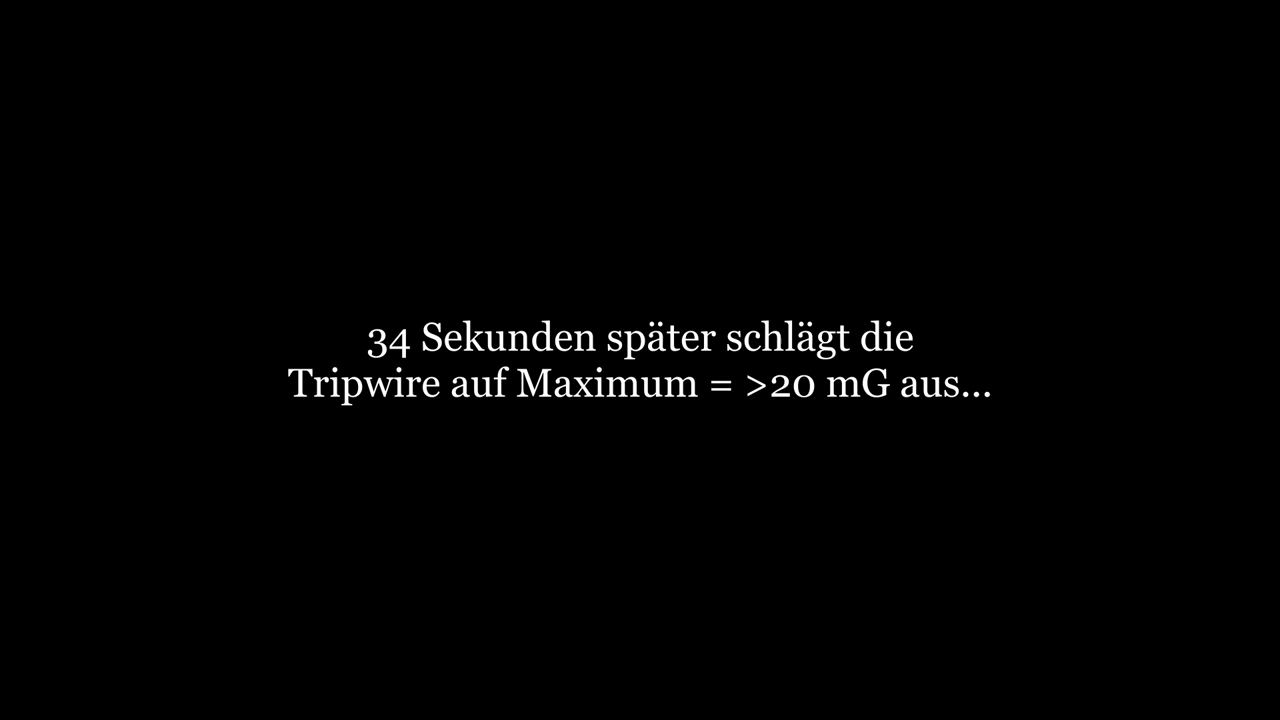 34 Sekunden später schlägt die
Tripwire auf Maximum = >20 mG aus...